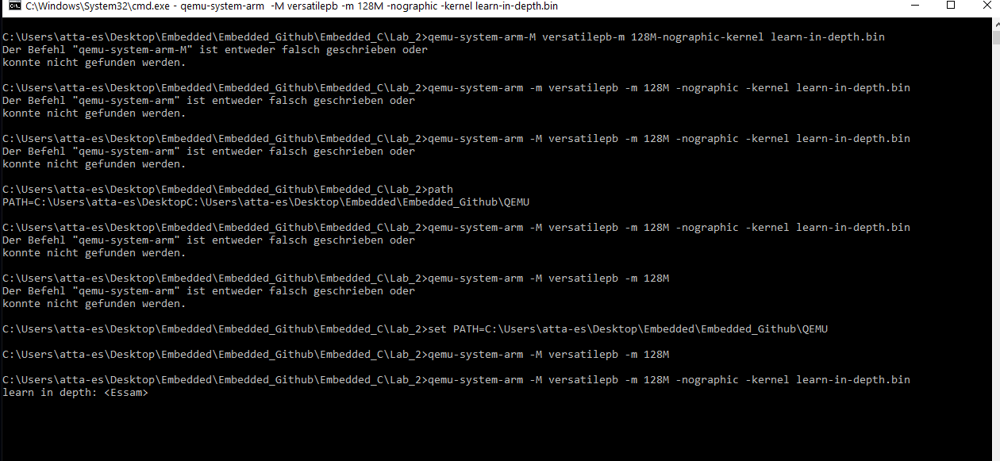 C:\Windows\System32\cmd.exe - qemu-system-arm  -M versatilepb -m 128M -nographic -kernel learn-in-depth.bin
C:\Users\atta-es\Desktop\Embedded\Embedded_Github\Embedded_C\Lab_2>qemu-system-arm-M versatilepb-m 128M-nographic-kernel learn-in-depth.bin
Der Befehl "qemu-system-arm-M" ist entweder falsch geschrieben oder
konnte nicht gefunden werden.
C:\Users\atta-es\Desktop\Embedded\Embedded_Github\Embedded_C\Lab_2>qemu-system-arm -m versatilepb -m 128M -nographic -kernel learn-in-depth.bin
Der Befehl "qemu-system-arm" ist entweder falsch geschrieben oder
konnte nicht gefunden werden.
C:\Users\atta-es\Desktop\Embedded\Embedded_Github\Embedded_C\Lab_2>qemu-system-arm -M versatilepb -m 128M -nographic -kernel learn-in-depth.bin
Der Befehl "qemu-system-arm" ist entweder falsch geschrieben oder
konnte nicht gefunden werden.
C:\Users\atta-es\Desktop\Embedded\Embedded_Github\Embedded_C\Lab_2>path
PATH=C:\Users\atta-es\DesktopC:\Users\atta-es\Desktop\Embedded\Embedded_Github\QEMU
C:\Users\atta-es\Desktop\Embedded\Embedded_Github\Embedded_C\Lab_2>qemu-system-arm -M versatilepb -m 128M -nographic -kernel learn-in-depth.bin
Der Befehl "qemu-system-arm" ist entweder falsch geschrieben oder
konnte nicht gefunden werden.
C:\Users\atta-es\Desktop\Embedded\Embedded_Github\Embedded_C\Lab_2>qemu-system-arm -M versatilepb -m 128M
Der Befehl "qemu-system-arm" ist entweder falsch geschrieben oder
konnte nicht gefunden werden.
C:\Users\atta-es\Desktop\Embedded\Embedded_Github\Embedded_C\Lab_2>set PATH=C:\Users\atta-es\Desktop\Embedded\Embedded_Github\QEMU
C:\Users\atta-es\Desktop\Embedded\Embedded_Github\Embedded_C\Lab_2>qemu-system-arm -M versatilepb -m 128M
C:\Users\atta-es\Desktop\Embedded\Embedded_Github\Embedded_C\Lab_2>qemu-system-arm -M versatilepb -m 128M -nographic -kernel learn-in-depth.bin
learn in depth: <Essam>